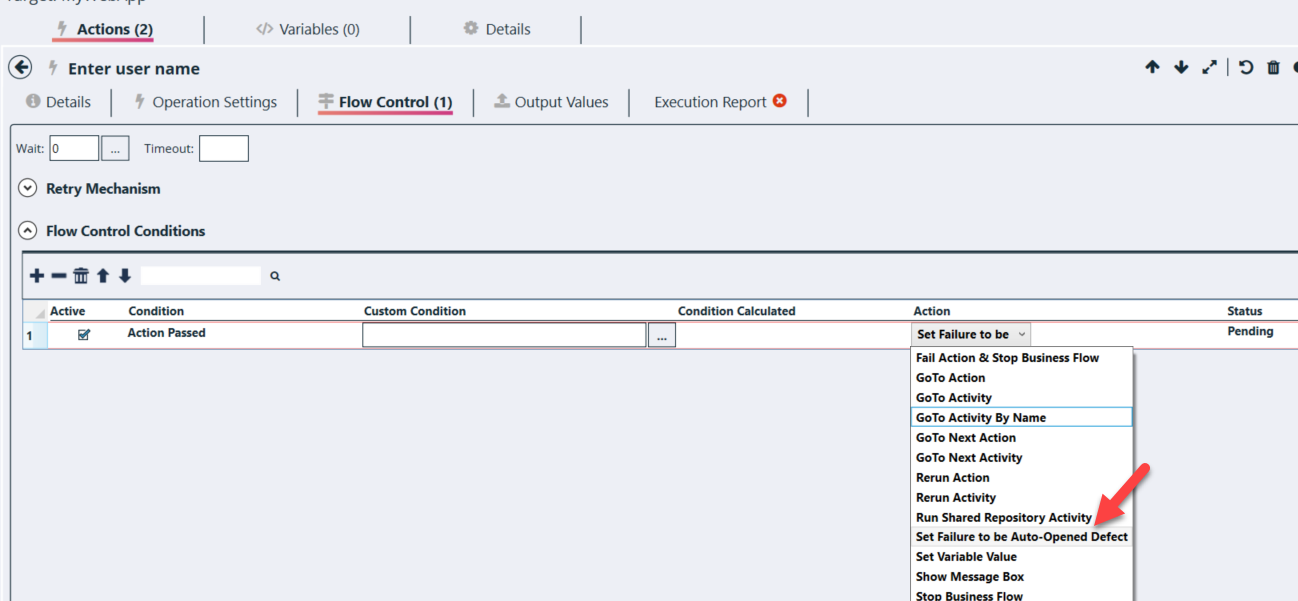 Target: MyWebApp
Actions (2)
Variables (0)
Details
Enter user name
Details
Operation Settings
Flow Control (1)
Output Values
Execution Report
Wait: 0 ... Timeout:
Retry Mechanism
Flow Control Conditions
Active Condition Custom Condition Condition Calculated Action Status
1 Action Passed ... Set Failure to be Pending
Fail Action & Stop Business Flow
GoTo Action
GoTo Activity
GoTo Activity By Name
GoTo Next Action
GoTo Next Activity
Rerun Action
Rerun Activity
Run Shared Repository Activity
Set Failure to be Auto-Opened Defect
Set Variable Value
Show Message Box
Stop Business Flow